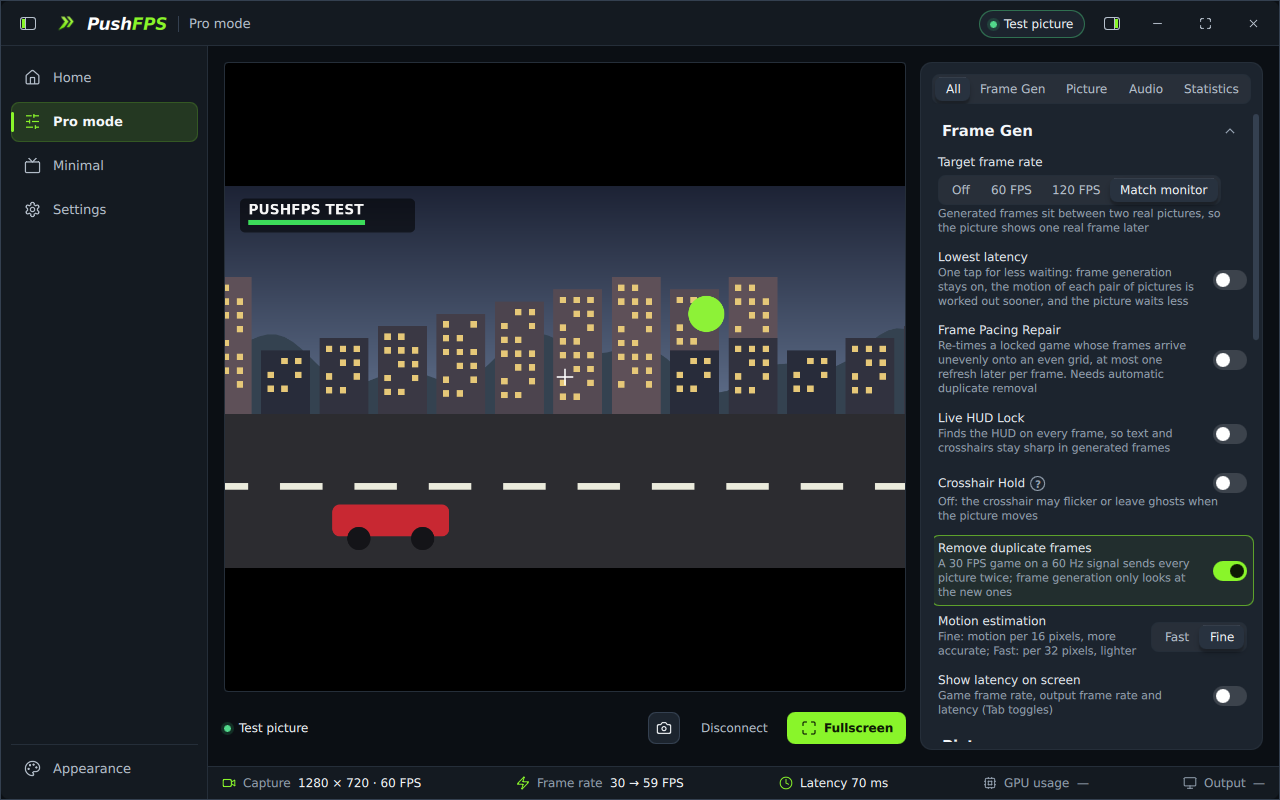 PushFPS
Pro mode
Test picture
Home
Pro mode
Minimal
Settings
Appearance
PUSHFPS TEST
Test picture
Disconnect
Fullscreen
All
Frame Gen
Picture
Audio
Statistics
Frame Gen
Target frame rate
Off
60 FPS
120 FPS
Match monitor
Generated frames sit between two real pictures, so
the picture shows one real frame later
Lowest latency
One tap for less waiting: frame generation
stays on, the motion of each pair of pictures is
worked out sooner, and the picture waits less
Frame Pacing Repair
Re-times a locked game whose frames arrive
unevenly onto an even grid, at most one
refresh later per frame. Needs automatic
duplicate removal
Live HUD Lock
Finds the HUD on every frame, so text and
crosshairs stay sharp in generated frames
Crosshair Hold ?
Off: the crosshair may flicker or leave ghosts when
the picture moves
Remove duplicate frames
A 30 FPS game on a 60 Hz signal sends every
picture twice; frame generation only looks at
the new ones
Motion estimation
Fine: motion per 16 pixels, more
accurate; Fast: per 32 pixels, lighter
Fast
Fine
Show latency on screen
Game frame rate, output frame rate and
latency (Tab toggles)
Capture 1280 × 720 · 60 FPS
Frame rate 30 → 59 FPS
Latency 70 ms
GPU usage —
Output —